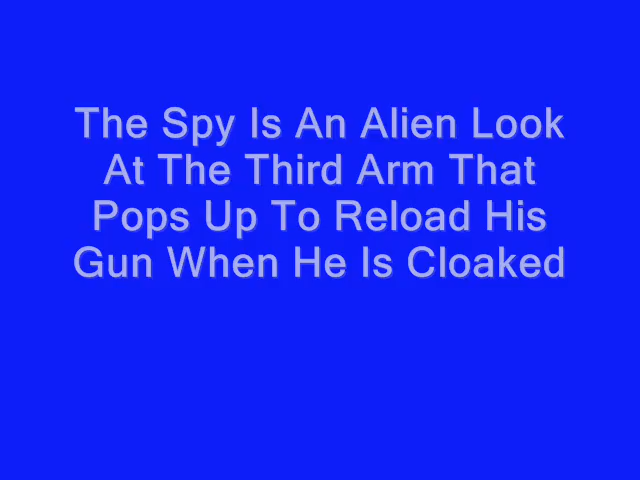 The Spy Is An Alien Look
At The Third Arm That
Pops Up To Reload His
Gun When He Is Cloaked